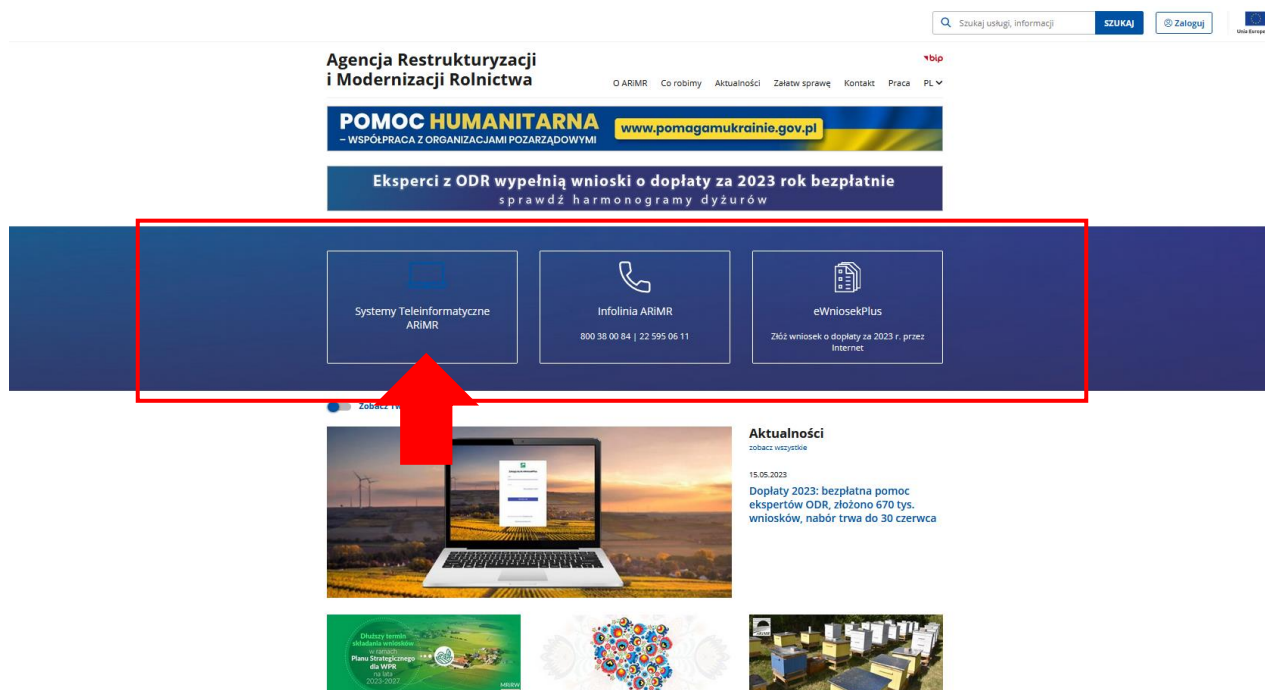 Szukaj usługi, informacji
SZUKAJ
Zaloguj
Agencja Restrukturyzacji
i Modernizacji Rolnictwa
bip
O ARiMR Co robimy Aktualności Załatw sprawę Kontakt Praca PL
POMOC HUMANITARNA
– WSPÓŁPRACA Z ORGANIZACJAMI POZARZĄDOWYMI
www.pomagamukrainie.gov.pl
Eksperci z ODR wypełnią wnioski o dopłaty za 2023 rok bezpłatnie
sprawdź harmonogramy dyżurów
Systemy Teleinformatyczne
ARiMR
Infolinia ARiMR
800 38 00 84 | 22 595 06 11
eWniosekPlus
Złóż wniosek o dopłaty za 2023 r. przez
Internet
Zobacz
Aktualności
zobacz wszystkie
15.05.2023
Dopłaty 2023: bezpłatna pomoc
ekspertów ODR, złożono 670 tys.
wniosków, nabór trwa do 30 czerwca
Dłuższy termin
składania wniosków
w ramach
Planu Strategicznego
dla WPR
na lata
2023-2027
MRiRW